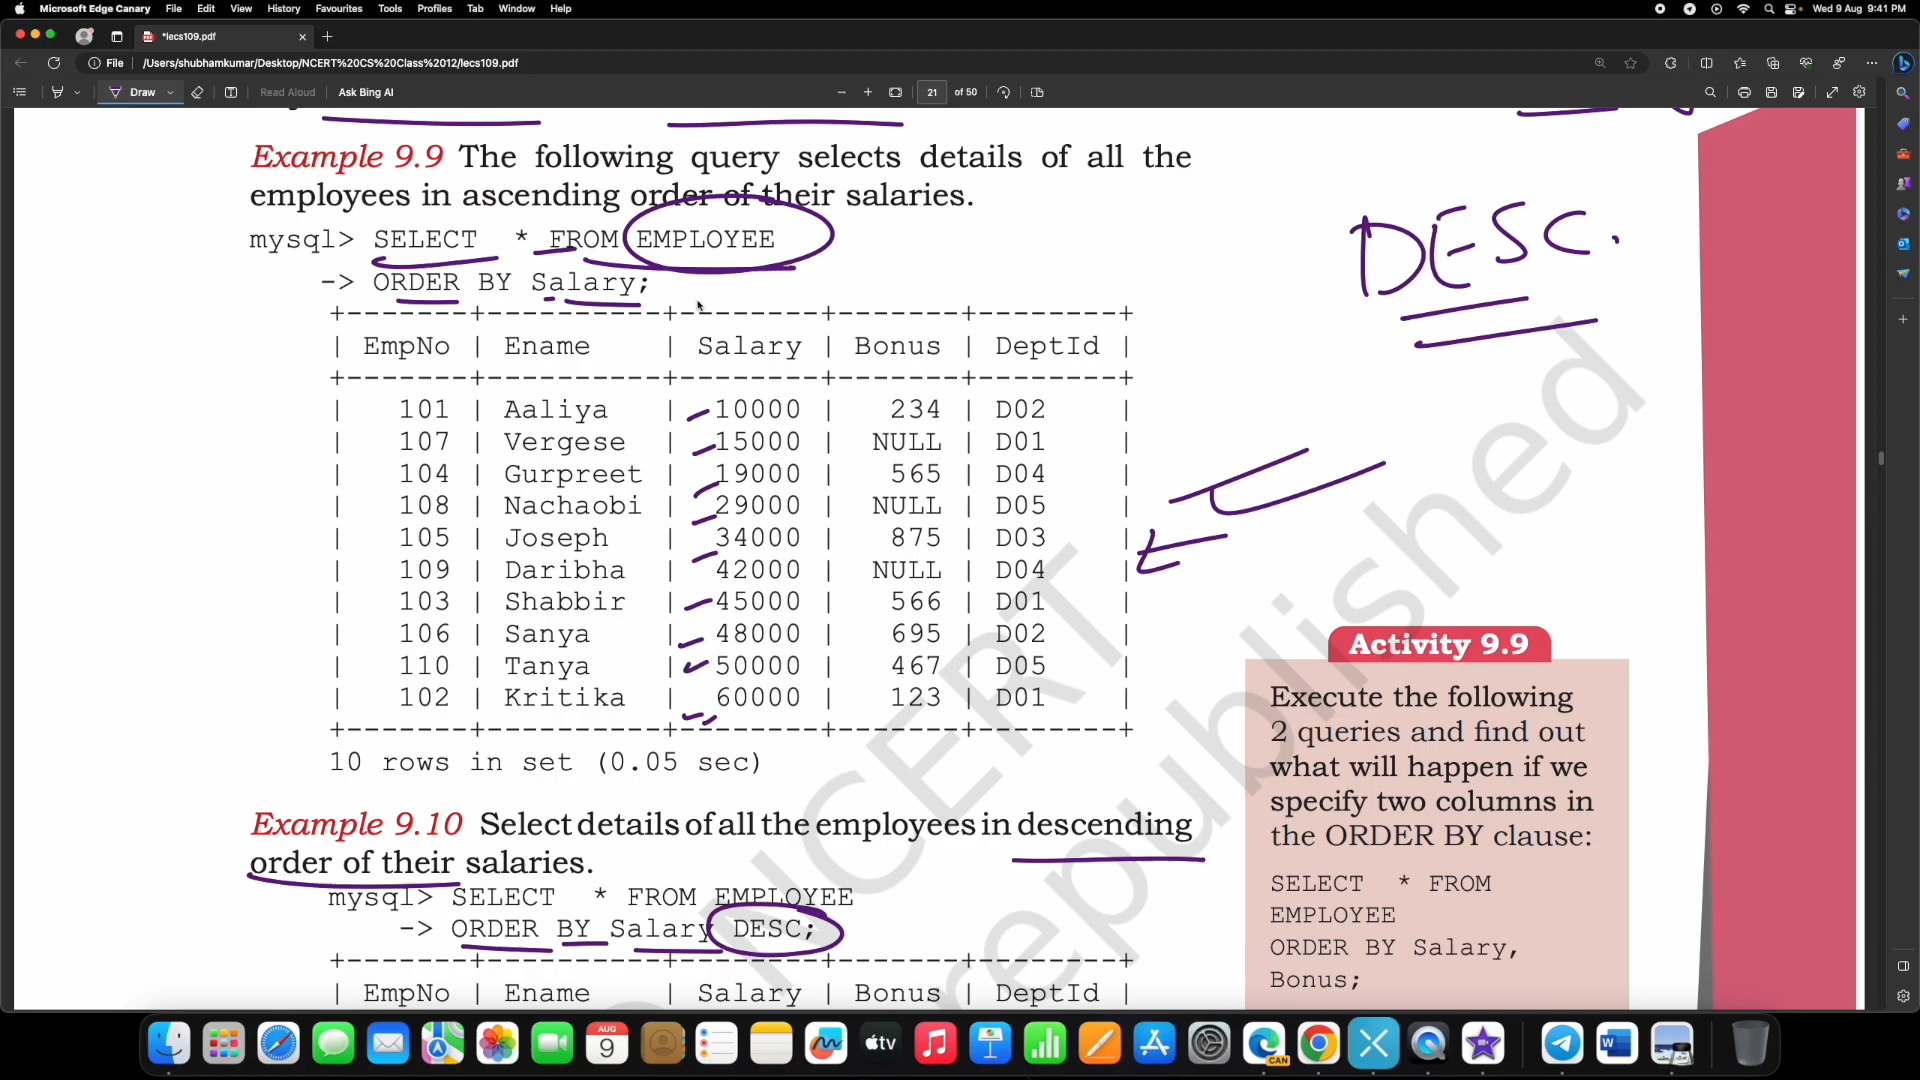 Microsoft Edge Canary File Edit View History Favourites Tools Profiles Tab Window Help Wed 9 Aug 9:41 PM
*lecs109.pdf
File /Users/shubhamkumar/Desktop/NCERT%20CS%20Class%2012/lecs109.pdf
Draw Read Aloud Ask Bing AI 21 of 50
Example 9.9 The following query selects details of all the
employees in ascending order of their salaries.
mysql> SELECT * FROM EMPLOYEE
-> ORDER BY Salary;
DESC.
+-------+----------+--------+-------+--------+
| EmpNo | Ename | Salary | Bonus | DeptId |
+-------+----------+--------+-------+--------+
| 101 | Aaliya | 10000 | 234 | D02 |
| 107 | Vergese | 15000 | NULL | D01 |
| 104 | Gurpreet | 19000 | 565 | D04 |
| 108 | Nachaobi | 29000 | NULL | D05 |
| 105 | Joseph | 34000 | 875 | D03 |
| 109 | Daribha | 42000 | NULL | D04 |
| 103 | Shabbir | 45000 | 566 | D01 |
| 106 | Sanya | 48000 | 695 | D02 |
| 110 | Tanya | 50000 | 467 | D05 |
| 102 | Kritika | 60000 | 123 | D01 |
+-------+----------+--------+-------+--------+
10 rows in set (0.05 sec)
Example 9.10 Select details of all the employees in descending
order of their salaries.
mysql> SELECT * FROM EMPLOYEE
-> ORDER BY Salary DESC;
+-------+----------+--------+-------+--------+
| EmpNo | Ename | Salary | Bonus | DeptId |
Activity 9.9
Execute the following
2 queries and find out
what will happen if we
specify two columns in
the ORDER BY clause:
SELECT * FROM
EMPLOYEE
ORDER BY Salary,
Bonus;
NCERT
republished
AUG
9
tv
CAN